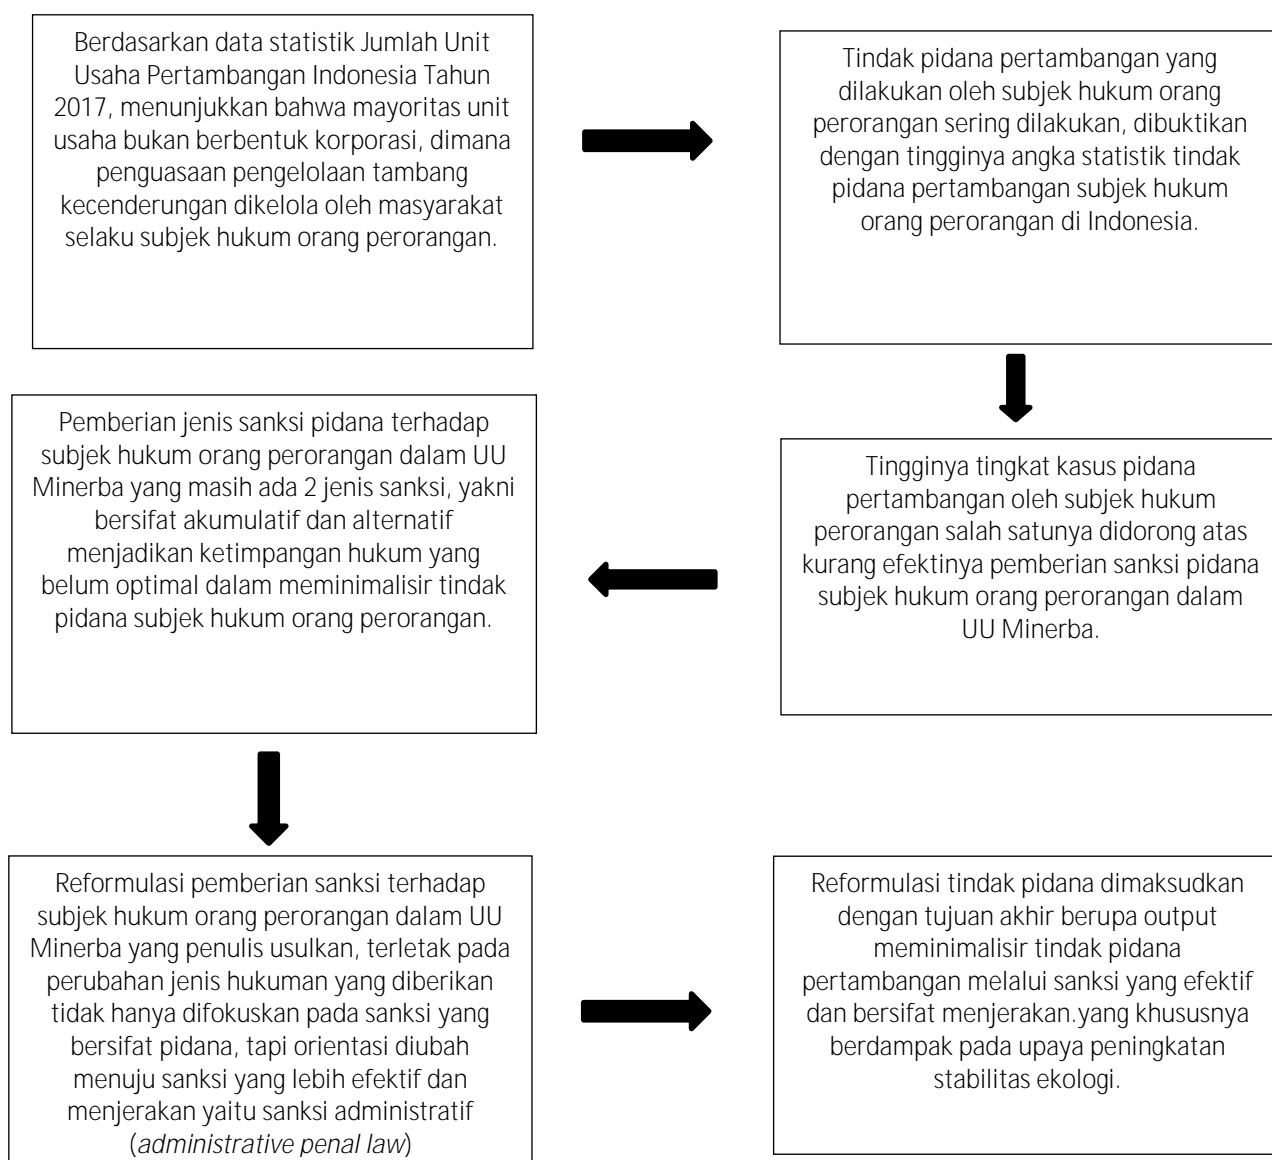 Berdasarkan data statistik Jumlah Unit
Usaha Pertambangan Indonesia Tahun
2017, menunjukkan bahwa mayoritas unit
usaha bukan berbentuk korporasi, dimana
penguasaan pengelolaan tambang
kecenderungan dikelola oleh masyarakat
selaku subjek hukum orang perorangan.
Tindak pidana pertambangan yang
dilakukan oleh subjek hukum orang
perorangan sering dilakukan, dibuktikan
dengan tingginya angka statistik tindak
pidana pertambangan subjek hukum
orang perorangan di Indonesia.
Tingginya tingkat kasus pidana
pertambangan oleh subjek hukum
perorangan salah satunya didorong atas
kurang efektinya pemberian sanksi pidana
subjek hukum orang perorangan dalam
UU Minerba.
Pemberian jenis sanksi pidana terhadap
subjek hukum orang perorangan dalam UU
Minerba yang masih ada 2 jenis sanksi, yakni
bersifat akumulatif dan alternatif
menjadikan ketimpangan hukum yang
belum optimal dalam meminimalisir tindak
pidana subjek hukum orang perorangan.
Reformulasi pemberian sanksi terhadap
subjek hukum orang perorangan dalam UU
Minerba yang penulis usulkan, terletak pada
perubahan jenis hukuman yang diberikan
tidak hanya difokuskan pada sanksi yang
bersifat pidana, tapi orientasi diubah
menuju sanksi yang lebih efektif dan
menjerakan yaitu sanksi administratif
(administrative penal law)
Reformulasi tindak pidana dimaksudkan
dengan tujuan akhir berupa output
meminimalisir tindak pidana
pertambangan melalui sanksi yang efektif
dan bersifat menjerakan.yang khususnya
berdampak pada upaya peningkatan
stabilitas ekologi.